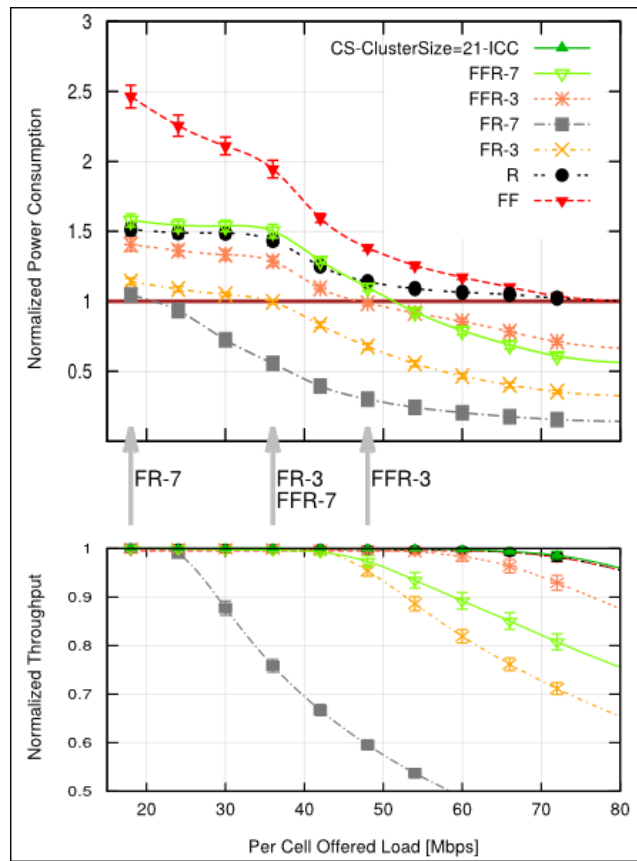 3
2.5
2
1.5
1
0.5
Normalized Power Consumption
CS-ClusterSize=21-ICC
FFR-7
FFR-3
FR-7
FR-3
R
FF
FR-7
FR-3
FFR-7
FFR-3
1
0.9
0.8
0.7
0.6
0.5
Normalized Throughput
20 30 40 50 60 70 80
Per Cell Offered Load [Mbps]